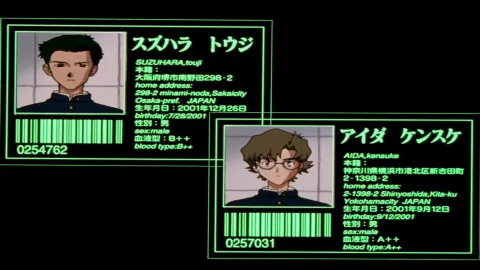 スズハラ トウジ
SUZUHARA,touji
本籍：
大阪府堺市南野田298-2
home address:
298-2 minami-noda,Sakaicity
Osaka-pref. JAPAN
生年月日：2001年12月26日
birthday:7/28/2001
性別：男
sex:male
血液型：B++
blood type:B++
0254762
アイダ ケンスケ
AIDA,kensuke
本籍：
神奈川県横浜市港北区新吉田町
2-1398-2
home address:
2-1398-2 Shinyoshida,Kita-ku
Yokohamacity JAPAN
生年月日：2001年9月12日
birthday:9/12/2001
性別：男
sex:male
血液型：A++
blood type:A++
0257031